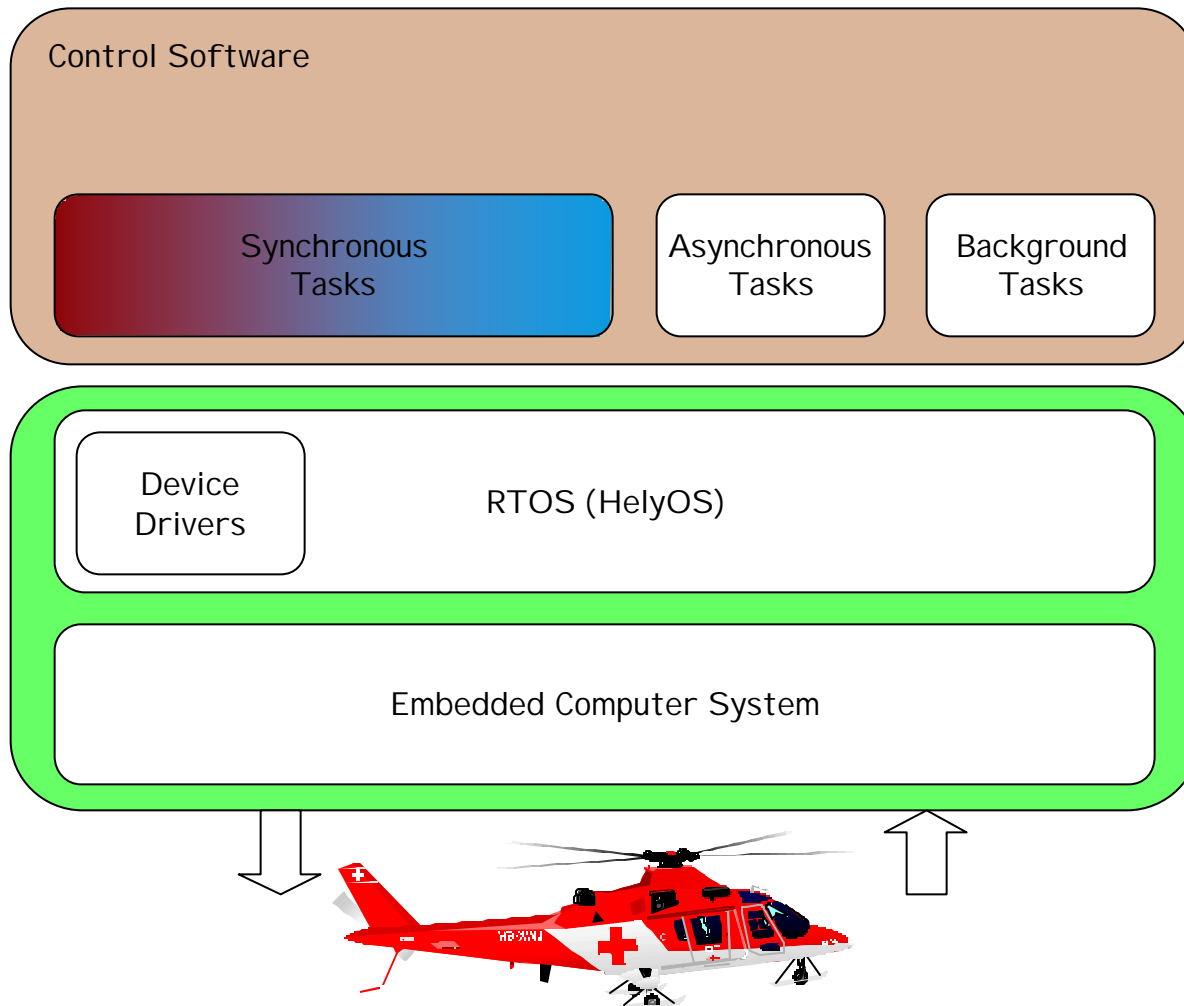 Control Software
Synchronous
Tasks
Asynchronous
Tasks
Background
Tasks
Device
Drivers
RTOS (HelyOS)
Embedded Computer System